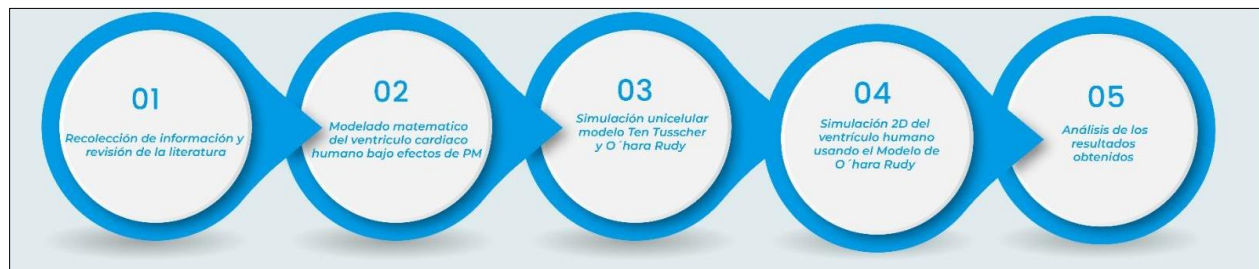 01
Recolección de información y
revisión de la literatura
02
Modelado matematico
del ventriculo cardiaco
humano bajo efectos de PM
03
Simulación unicelular
modelo Ten Tusscher
y O´hara Rudy
04
Simulación 2D del
ventrículo humano
usando el Modelo de
O´hara Rudy
05
Análisis de los
resultados
obtenidos